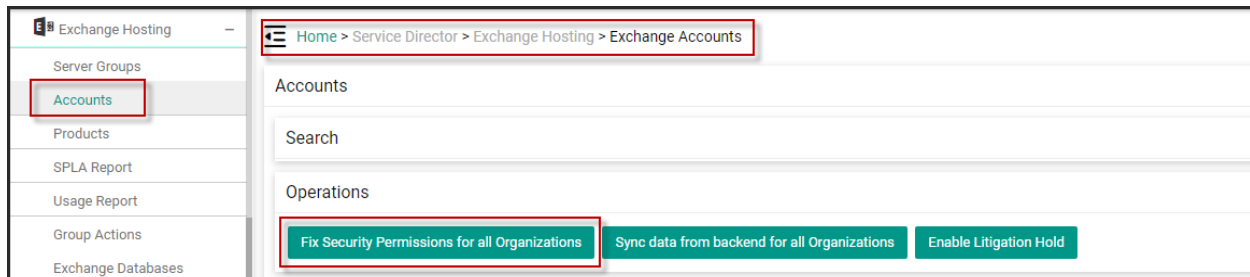 Exchange Hosting –
Server Groups
Accounts
Products
SPLA Report
Usage Report
Group Actions
Exchange Databases
Home > Service Director > Exchange Hosting > Exchange Accounts
Accounts
Search
Operations
Fix Security Permissions for all Organizations
Sync data from backend for all Organizations
Enable Litigation Hold